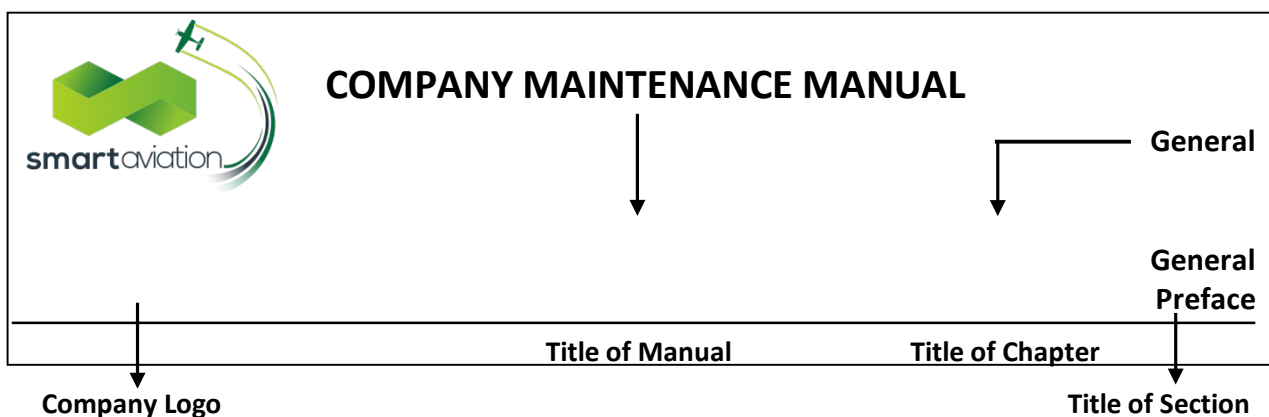 COMPANY MAINTENANCE MANUAL
General
smartaviation
General
Preface
Title of Manual
Title of Chapter
Company Logo
Title of Section